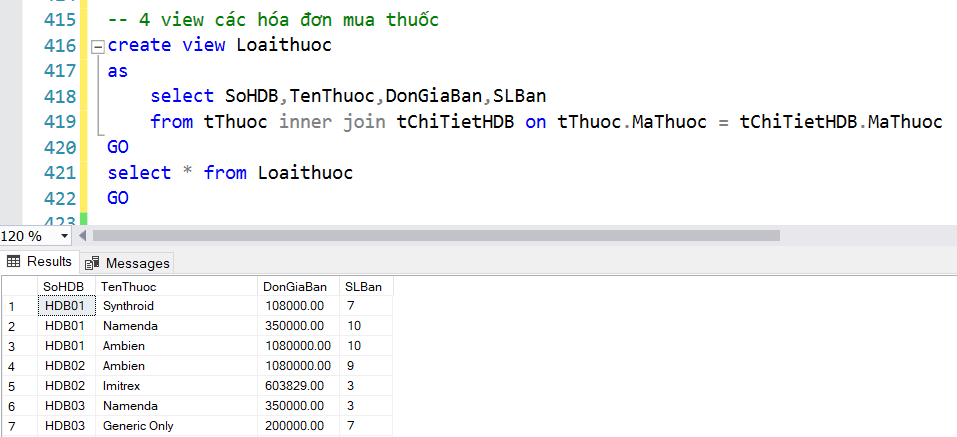 415 -- 4 view các hóa đơn mua thuốc
416 create view Loaithuoc
417 as
418 select SoHDB,TenThuoc,DonGiaBan,SLBan
419 from tThuoc inner join tChiTietHDB on tThuoc.MaThuoc = tChiTietHDB.MaThuoc
420 GO
421 select * from Loaithuoc
422 GO
423
120 %
Results Messages
SoHDB TenThuoc DonGiaBan SLBan
1 HDB01 Synthroid 108000.00 7
2 HDB01 Namenda 350000.00 10
3 HDB01 Ambien 1080000.00 10
4 HDB02 Ambien 1080000.00 9
5 HDB02 Imitrex 603829.00 3
6 HDB03 Namenda 350000.00 3
7 HDB03 Generic Only 200000.00 7